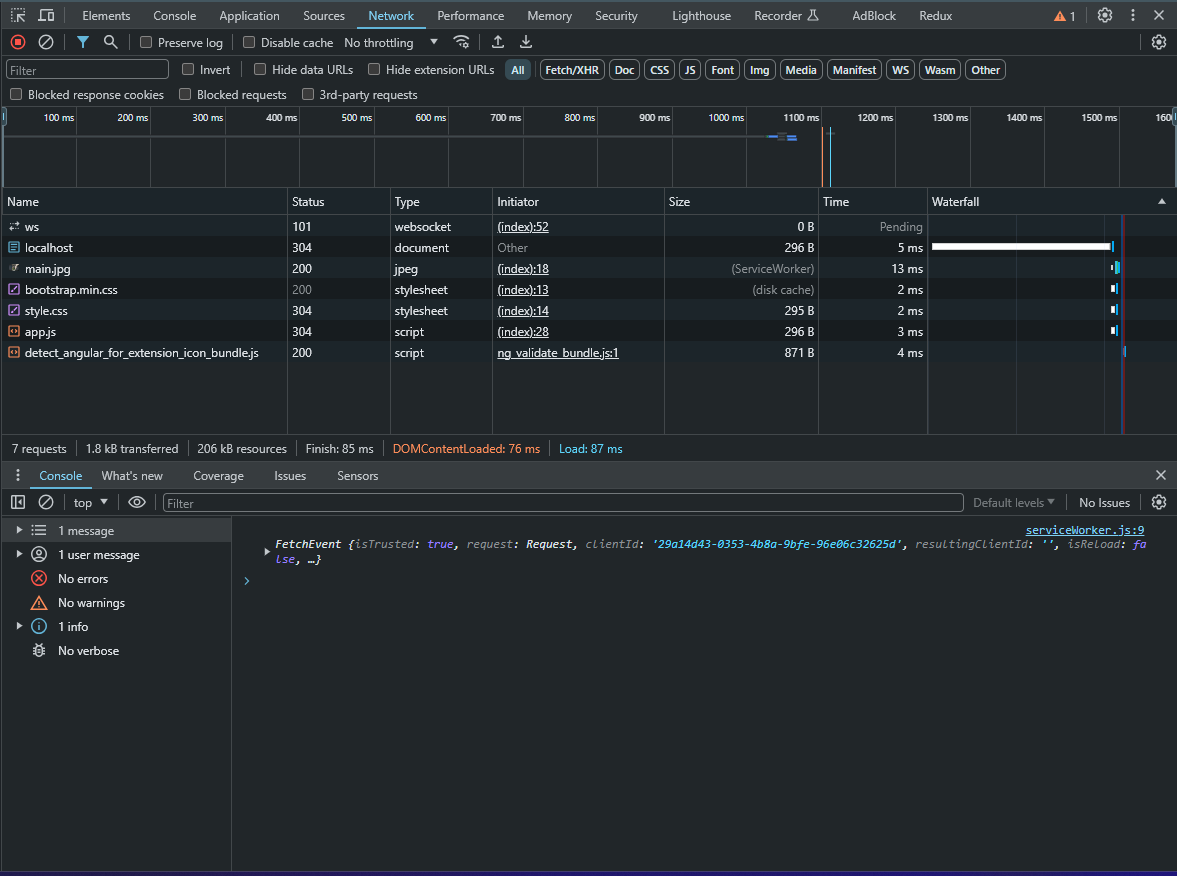 Elements Console Application Sources Network Performance Memory Security Lighthouse Recorder AdBlock Redux 1
Preserve log Disable cache No throttling
Filter Invert Hide data URLs Hide extension URLs All Fetch/XHR Doc CSS JS Font Img Media Manifest WS Wasm Other
Blocked response cookies Blocked requests 3rd-party requests
100 ms 200 ms 300 ms 400 ms 500 ms 600 ms 700 ms 800 ms 900 ms 1000 ms 1100 ms 1200 ms 1300 ms 1400 ms 1500 ms 160
Name Status Type Initiator Size Time Waterfall
ws 101 websocket (index):52 0 B Pending
localhost 304 document Other 296 B 5 ms
main.jpg 200 jpeg (index):18 (ServiceWorker) 13 ms
bootstrap.min.css 200 stylesheet (index):13 (disk cache) 2 ms
style.css 304 stylesheet (index):14 295 B 2 ms
app.js 304 script (index):28 296 B 3 ms
detect_angular_for_extension_icon_bundle.js 200 script ng_validate_bundle.js:1 871 B 4 ms
7 requests 1.8 kB transferred 206 kB resources Finish: 85 ms DOMContentLoaded: 76 ms Load: 87 ms
Console What's new Coverage Issues Sensors
top Filter Default levels No Issues
1 message
1 user message
No errors
No warnings
1 info
No verbose
serviceWorker.js:9
FetchEvent {isTrusted: true, request: Request, clientId: '29a14d43-0353-4b8a-9bfe-96e06c32625d', resultingClientId: '', isReload: fa
lse, …}